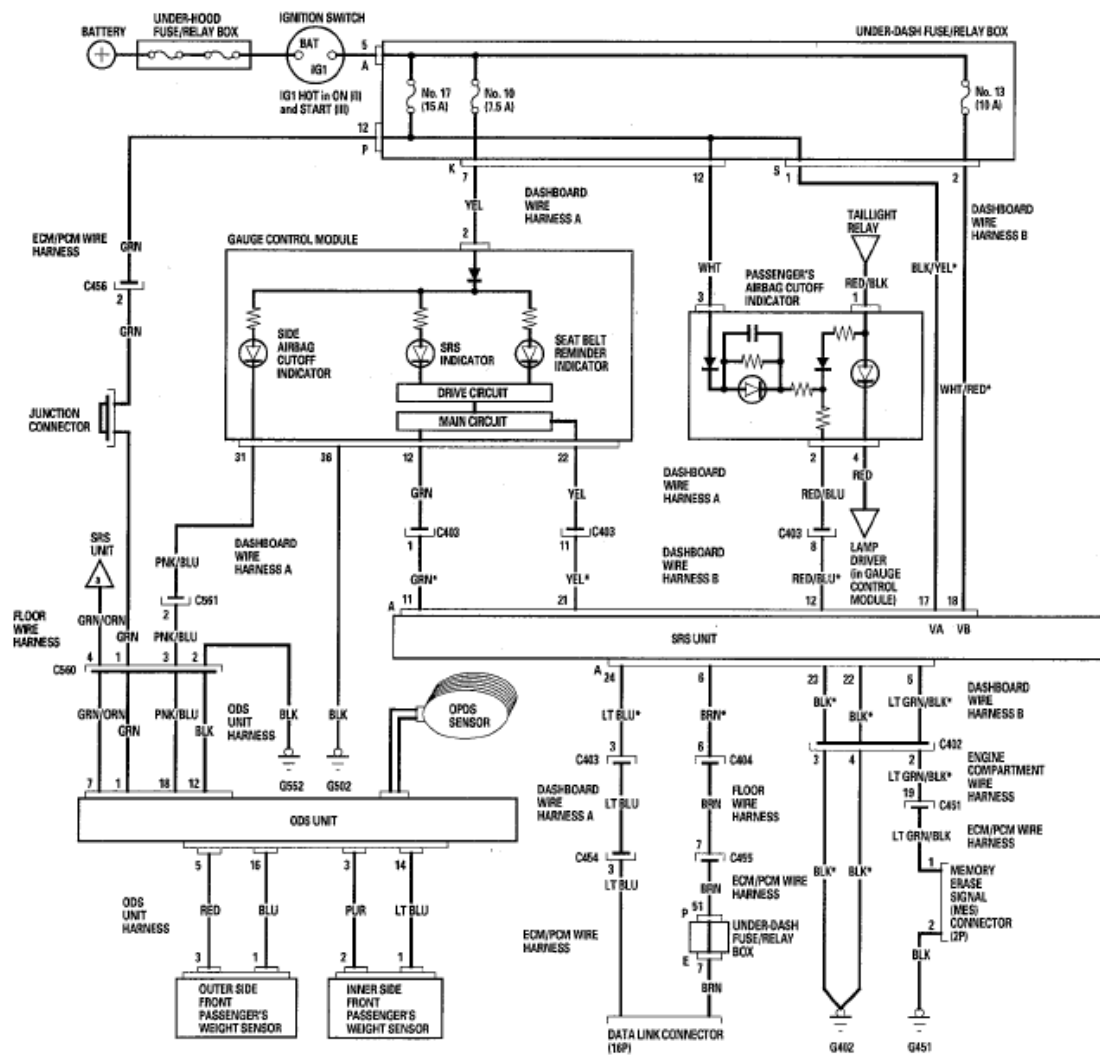 BATTERY
UNDER-HOOD
FUSE/RELAY BOX
IGNITION SWITCH
BAT
IG1
IG1 HOT in ON (II)
and START (III)
UNDER-DASH FUSE/RELAY BOX
5
A
No. 17
(15 A)
No. 10
(7.5 A)
No. 13
(10 A)
12
P
K
7
12
S
1
2
DASHBOARD
WIRE
HARNESS A
YEL
2
ECM/PCM WIRE
HARNESS
GRN
C456
2
GRN
GAUGE CONTROL MODULE
SIDE
AIRBAG
CUTOFF
INDICATOR
SRS
INDICATOR
SEAT BELT
REMINDER
INDICATOR
DRIVE CIRCUIT
MAIN CIRCUIT
WHT
3
PASSENGER'S
AIRBAG CUTOFF
INDICATOR
TAILLIGHT
RELAY
RED/BLK
1
BLK/YEL*
DASHBOARD
WIRE
HARNESS B
WHT/RED*
JUNCTION
CONNECTOR
31
36
12
22
2
4
DASHBOARD
WIRE
HARNESS A
GRN
YEL
RED/BLU
RED
C403
1
C403
11
C403
8
LAMP
DRIVER
(in GAUGE
CONTROL
MODULE)
DASHBOARD
WIRE
HARNESS B
GRN*
YEL*
RED/BLU*
SRS
UNIT
3
PNK/BLU
DASHBOARD
WIRE
HARNESS A
C561
2
FLOOR
WIRE
HARNESS
GRN/ORN
GRN
PNK/BLU
C560
4
1
3
2
A
11
21
12
17
18
VA
VB
SRS UNIT
GRN/ORN
GRN
PNK/BLU
BLK
ODS
UNIT
HARNESS
BLK
G552
BLK
G502
OPDS
SENSOR
7
1
18
12
ODS UNIT
5
16
3
14
ODS
UNIT
HARNESS
RED
BLU
PUR
LT BLU
3
1
2
1
OUTER SIDE
FRONT
PASSENGER'S
WEIGHT SENSOR
INNER SIDE
FRONT
PASSENGER'S
WEIGHT SENSOR
A
24
6
23
22
6
LT BLU*
BRN*
BLK*
BLK*
LT GRN/BLK*
DASHBOARD
WIRE
HARNESS B
3
C403
6
C404
C402
3
4
2
DASHBOARD
WIRE
HARNESS A
LT BLU
BRN
FLOOR
WIRE
HARNESS
LT GRN/BLK*
ENGINE
COMPARTMENT
WIRE
HARNESS
19
C451
C454
3
LT BLU
7
C455
BRN
ECM/PCM WIRE
HARNESS
BLK*
BLK*
LT GRN/BLK
ECM/PCM WIRE
HARNESS
1
MEMORY
ERASE
SIGNAL
(MES)
CONNECTOR
(2P)
2
BLK
ECM/PCM WIRE
HARNESS
P
51
UNDER-DASH
FUSE/RELAY
BOX
E
7
BRN
DATA LINK CONNECTOR
(16P)
G402
G451